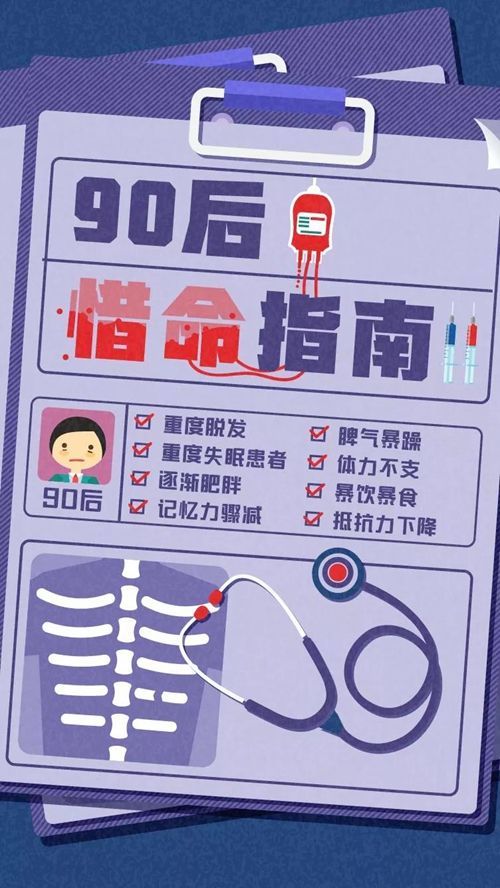 90后
惜命指南
重度脱发
重度失眠患者
逐渐肥胖
记忆力骤减
脾气暴躁
体力不支
暴饮暴食
抵抗力下降
90后